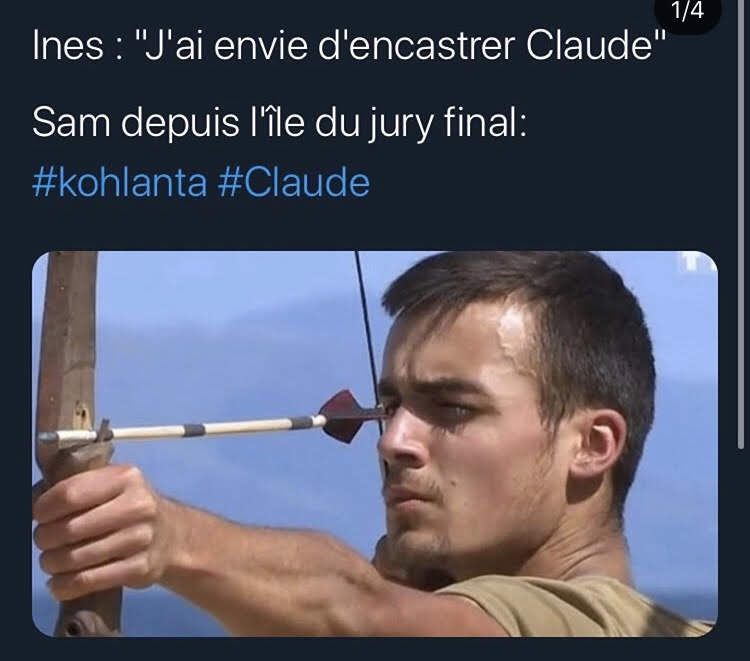 1/4
Ines : "J'ai envie d'encastrer Claude"
Sam depuis l'île du jury final:
#kohlanta #Claude